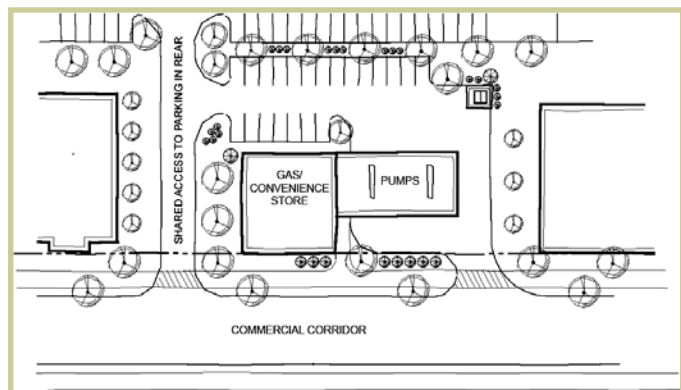 SHARED ACCESS TO PARKING IN REAR
GAS/
CONVENIENCE
STORE
PUMPS
COMMERCIAL CORRIDOR